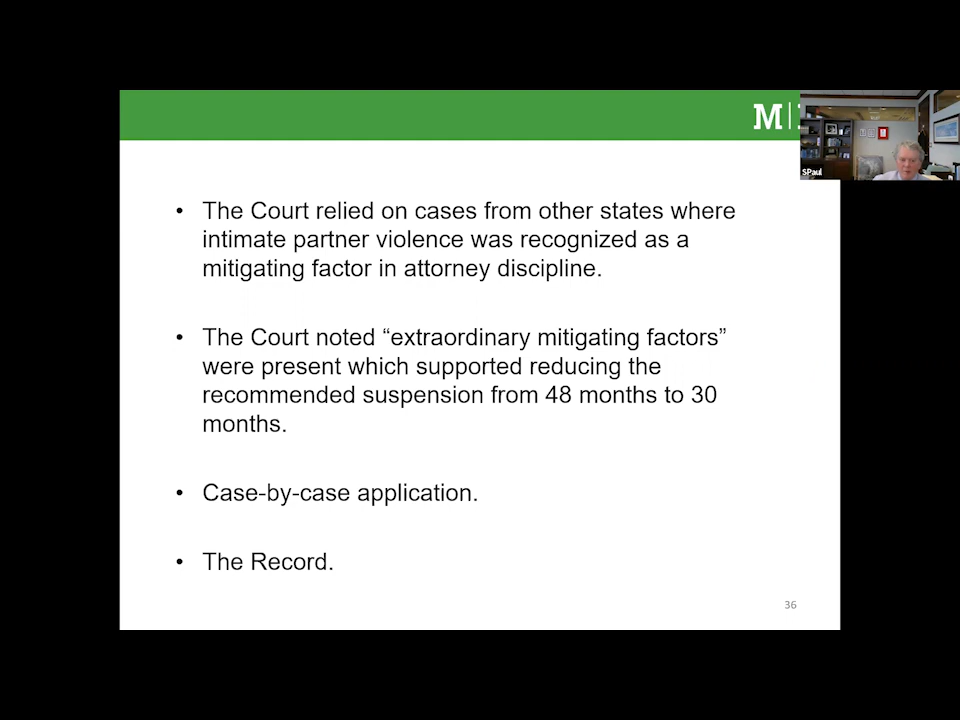 M|
SPaul
• The Court relied on cases from other states where
intimate partner violence was recognized as a
mitigating factor in attorney discipline.
• The Court noted “extraordinary mitigating factors”
were present which supported reducing the
recommended suspension from 48 months to 30
months.
• Case-by-case application.
• The Record.
36